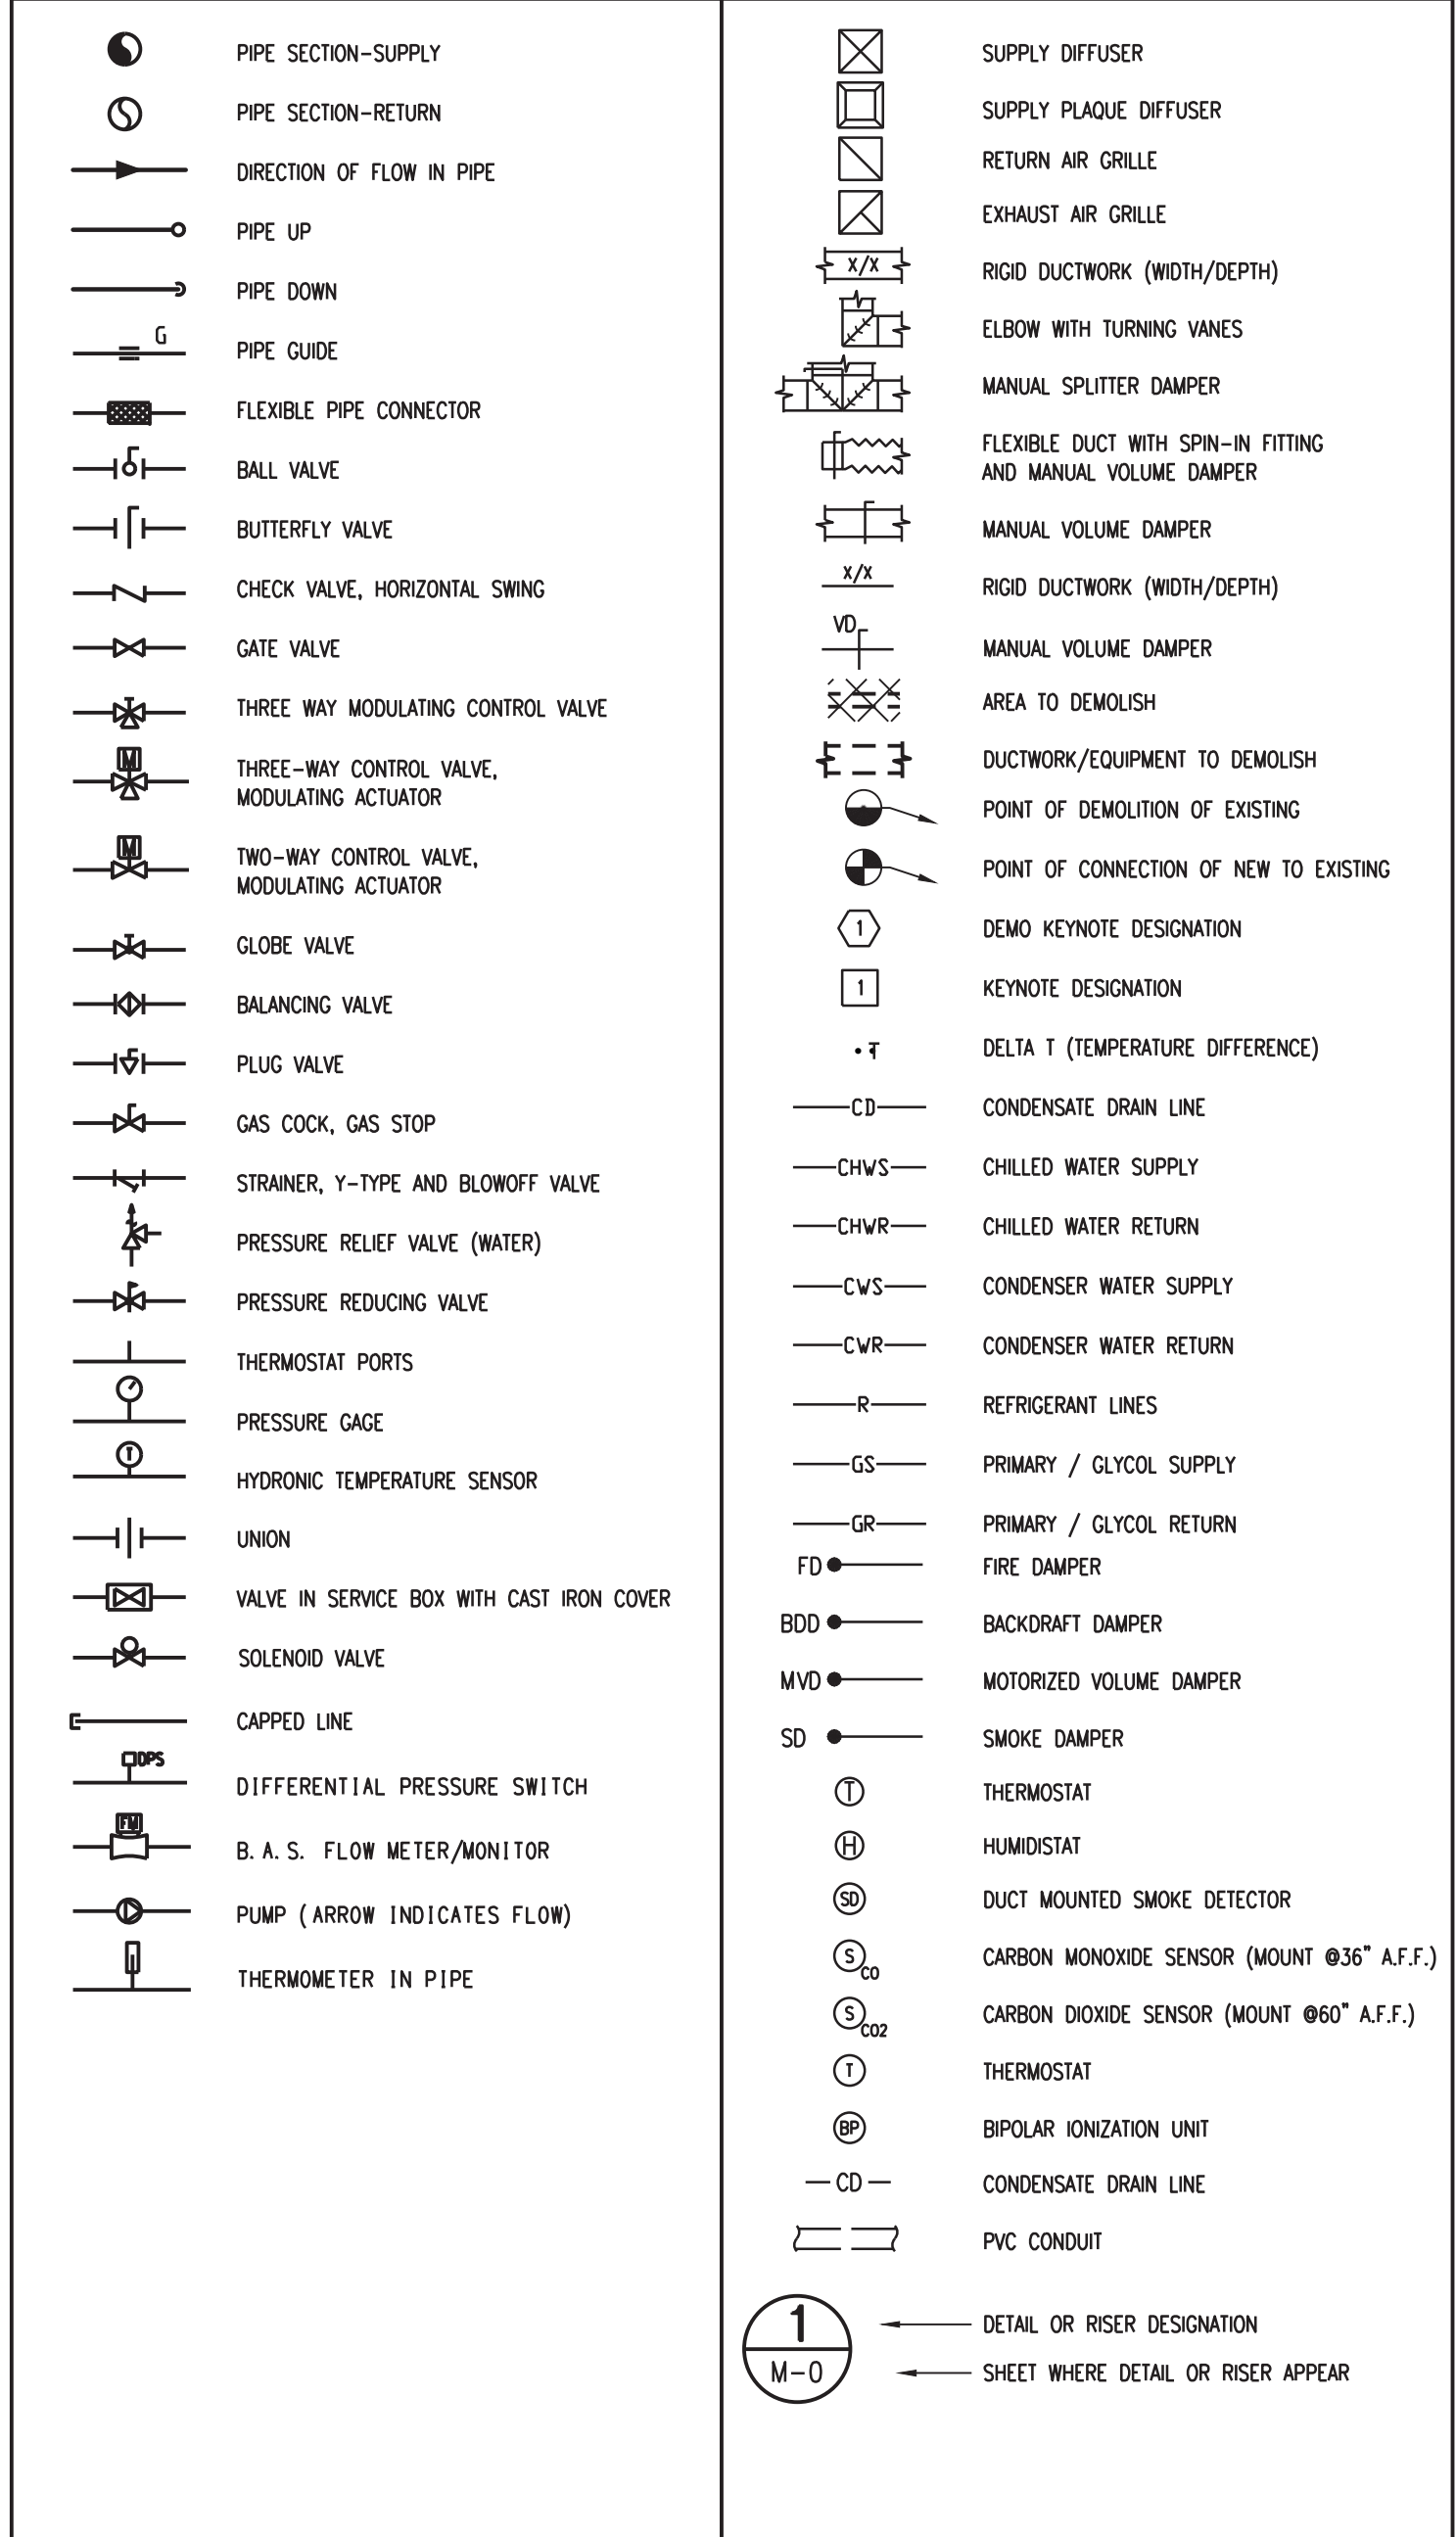 PIPE SECTION-SUPPLY
PIPE SECTION-RETURN
DIRECTION OF FLOW IN PIPE
PIPE UP
PIPE DOWN
G PIPE GUIDE
FLEXIBLE PIPE CONNECTOR
BALL VALVE
BUTTERFLY VALVE
CHECK VALVE, HORIZONTAL SWING
GATE VALVE
THREE WAY MODULATING CONTROL VALVE
M THREE-WAY CONTROL VALVE,
MODULATING ACTUATOR
M TWO-WAY CONTROL VALVE,
MODULATING ACTUATOR
GLOBE VALVE
BALANCING VALVE
PLUG VALVE
GAS COCK, GAS STOP
STRAINER, Y-TYPE AND BLOWOFF VALVE
PRESSURE RELIEF VALVE (WATER)
PRESSURE REDUCING VALVE
THERMOSTAT PORTS
PRESSURE GAGE
T HYDRONIC TEMPERATURE SENSOR
UNION
VALVE IN SERVICE BOX WITH CAST IRON COVER
SOLENOID VALVE
CAPPED LINE
DPS DIFFERENTIAL PRESSURE SWITCH
FM B.A.S. FLOW METER/MONITOR
PUMP (ARROW INDICATES FLOW)
THERMOMETER IN PIPE
SUPPLY DIFFUSER
SUPPLY PLAQUE DIFFUSER
RETURN AIR GRILLE
EXHAUST AIR GRILLE
X/X RIGID DUCTWORK (WIDTH/DEPTH)
ELBOW WITH TURNING VANES
MANUAL SPLITTER DAMPER
FLEXIBLE DUCT WITH SPIN-IN FITTING
AND MANUAL VOLUME DAMPER
MANUAL VOLUME DAMPER
X/X RIGID DUCTWORK (WIDTH/DEPTH)
VD MANUAL VOLUME DAMPER
AREA TO DEMOLISH
DUCTWORK/EQUIPMENT TO DEMOLISH
POINT OF DEMOLITION OF EXISTING
POINT OF CONNECTION OF NEW TO EXISTING
1 DEMO KEYNOTE DESIGNATION
1 KEYNOTE DESIGNATION
T DELTA T (TEMPERATURE DIFFERENCE)
CD CONDENSATE DRAIN LINE
CHWS CHILLED WATER SUPPLY
CHWR CHILLED WATER RETURN
CWS CONDENSER WATER SUPPLY
CWR CONDENSER WATER RETURN
R REFRIGERANT LINES
GS PRIMARY / GLYCOL SUPPLY
GR PRIMARY / GLYCOL RETURN
FD FIRE DAMPER
BDD BACKDRAFT DAMPER
MVD MOTORIZED VOLUME DAMPER
SD SMOKE DAMPER
T THERMOSTAT
H HUMIDISTAT
SD DUCT MOUNTED SMOKE DETECTOR
S CO CARBON MONOXIDE SENSOR (MOUNT @36" A.F.F.)
S CO2 CARBON DIOXIDE SENSOR (MOUNT @60" A.F.F.)
T THERMOSTAT
BP BIPOLAR IONIZATION UNIT
CD CONDENSATE DRAIN LINE
PVC CONDUIT
1 DETAIL OR RISER DESIGNATION
M-0 SHEET WHERE DETAIL OR RISER APPEAR